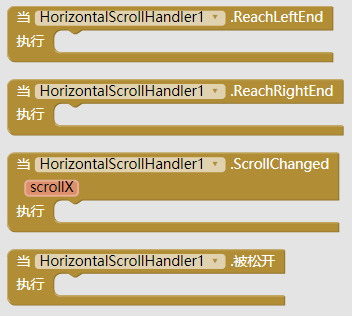 当 HorizontalScrollHandler1 .ReachLeftEnd
执行
当 HorizontalScrollHandler1 .ReachRightEnd
执行
当 HorizontalScrollHandler1 .ScrollChanged
scrollX
执行
当 HorizontalScrollHandler1 .被松开
执行